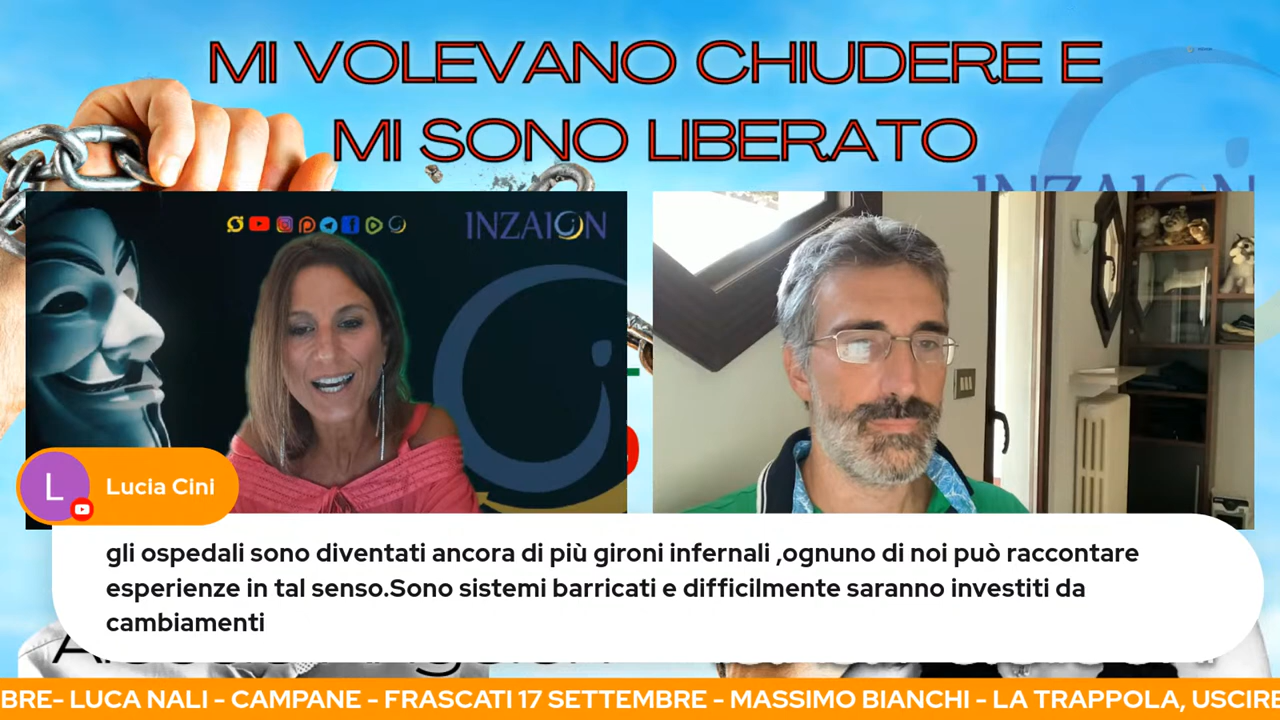 MI VOLEVANO CHIUDERE E
MI SONO LIBERATO
INZAION
INZAION
L
Lucia Cini
gli ospedali sono diventati ancora di più gironi infernali ,ognuno di noi può raccontare
esperienze in tal senso.Sono sistemi barricati e difficilmente saranno investiti da
cambiamenti
BRE- LUCA NALI - CAMPANE - FRASCATI 17 SETTEMBRE - MASSIMO BIANCHI - LA TRAPPOLA, USCIRE